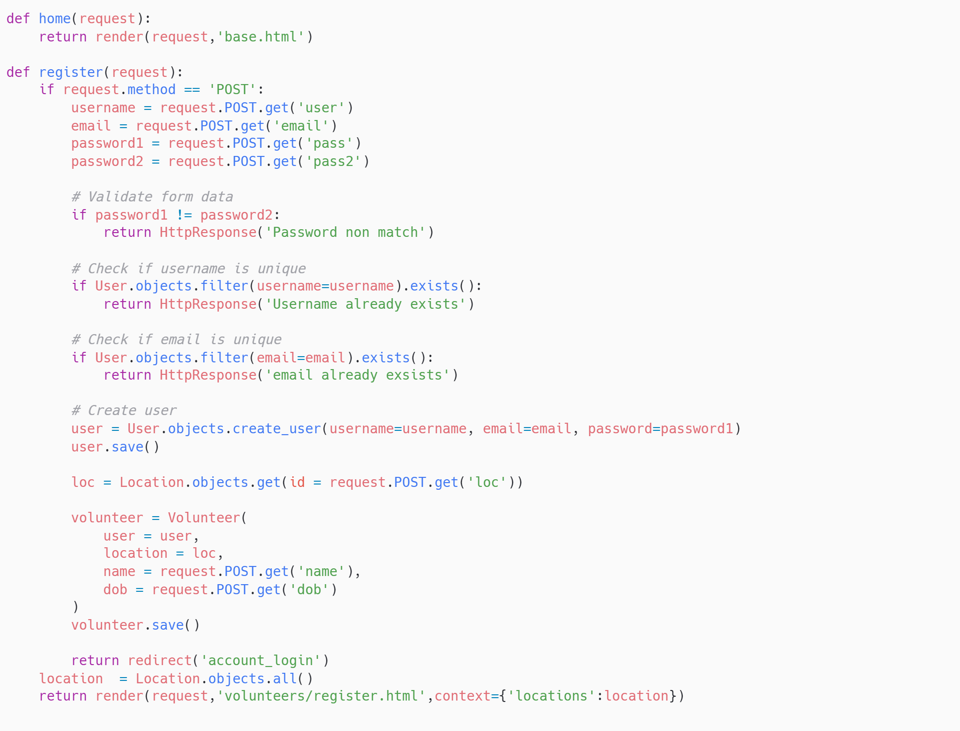 def home(request):
    return render(request,'base.html')

def register(request):
    if request.method == 'POST':
        username = request.POST.get('user')
        email = request.POST.get('email')
        password1 = request.POST.get('pass')
        password2 = request.POST.get('pass2')

        # Validate form data
        if password1 != password2:
            return HttpResponse('Password non match')

        # Check if username is unique
        if User.objects.filter(username=username).exists():
            return HttpResponse('Username already exists')

        # Check if email is unique
        if User.objects.filter(email=email).exists():
            return HttpResponse('email already exsists')

        # Create user
        user = User.objects.create_user(username=username, email=email, password=password1)
        user.save()

        loc = Location.objects.get(id = request.POST.get('loc'))

        volunteer = Volunteer(
            user = user,
            location = loc,
            name = request.POST.get('name'),
            dob = request.POST.get('dob')
        )
        volunteer.save()

        return redirect('account_login')
    location  = Location.objects.all()
    return render(request,'volunteers/register.html',context={'locations':location})